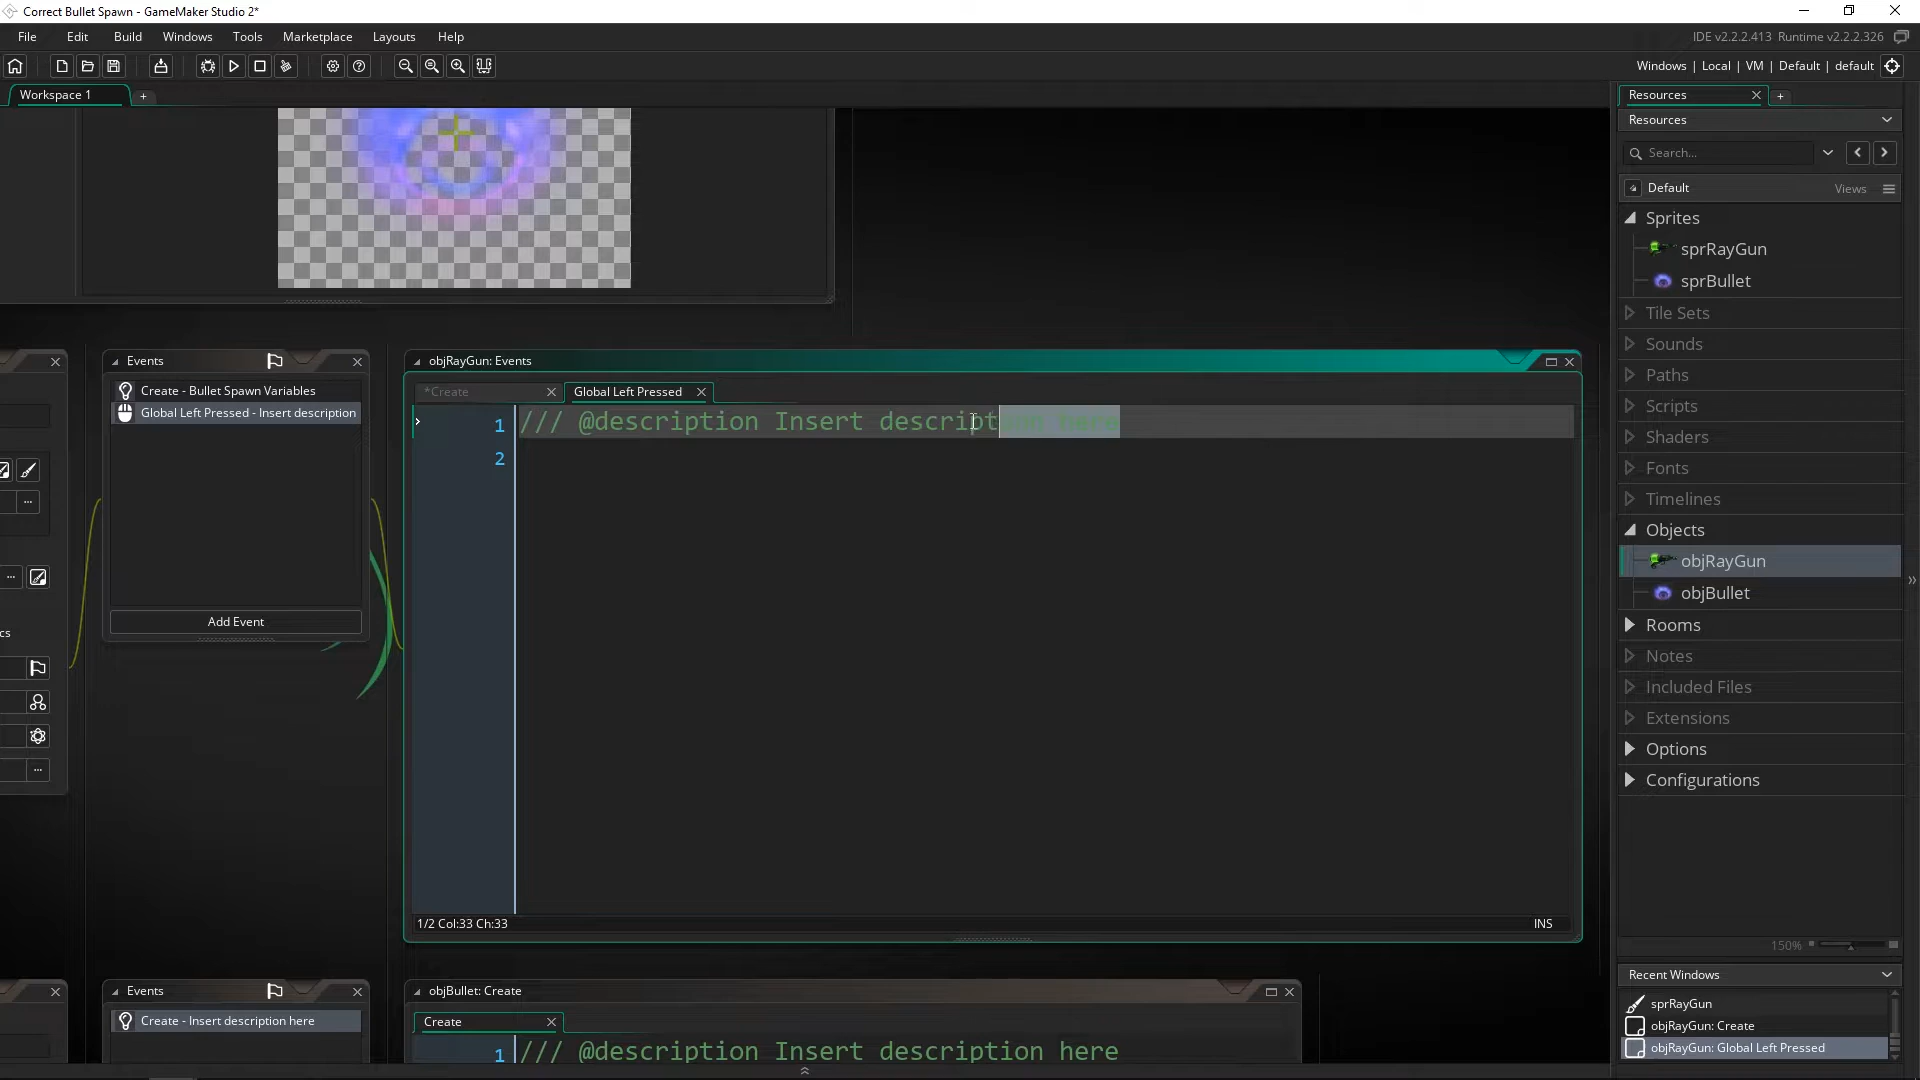 Correct Bullet Spawn - GameMaker Studio 2*
File Edit Build Windows Tools Marketplace Layouts Help
IDE v2.2.2.413 Runtime v2.2.2.326
Windows | Local | VM | Default | default
Workspace 1
Resources
Resources
Search...
Default Views
Sprites
sprRayGun
sprBullet
Tile Sets
Sounds
Paths
Scripts
Shaders
Fonts
Timelines
Objects
objRayGun
objBullet
Rooms
Notes
Included Files
Extensions
Options
Configurations
150%
Recent Windows
sprRayGun
objRayGun: Create
objRayGun: Global Left Pressed
Events
Create - Bullet Spawn Variables
Global Left Pressed - Insert description
Add Event
cs
objRayGun: Events
*Create
Global Left Pressed
1 /// @description Insert description here
2
1/2 Col:33 Ch:33
INS
Events
Create - Insert description here
objBullet: Create
Create
1 /// @description Insert description here